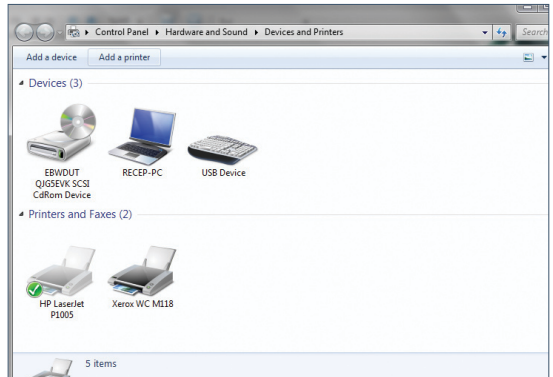 Control Panel ▸ Hardware and Sound ▸ Devices and Printers
Search
Add a device
Add a printer
Devices (3)
EBWDUT
QJG5EVK SCSI
CdRom Device
RECEP-PC
USB Device
Printers and Faxes (2)
HP LaserJet
P1005
Xerox WC M118
5 items